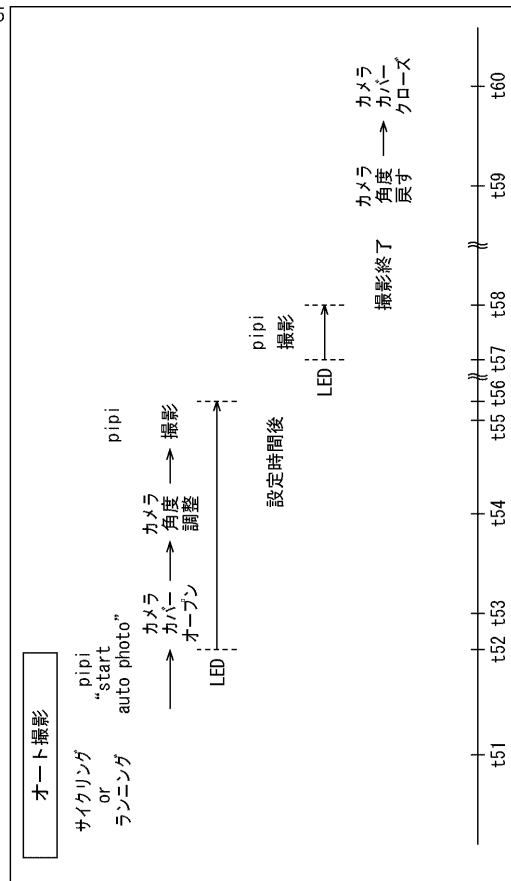 オート撮影
サイクリング
or
ランニング
pipi
“start
auto photo”
カメラ
カバー
オープン
カメラ
角度
調整
pipi
撮影
LED
設定時間後
pipi
撮影
LED
撮影終了
カメラ
角度
戻す
カメラ
カバー
クローズ
t51
t52
t53
t54
t55
t56
t57
t58
t59
t60